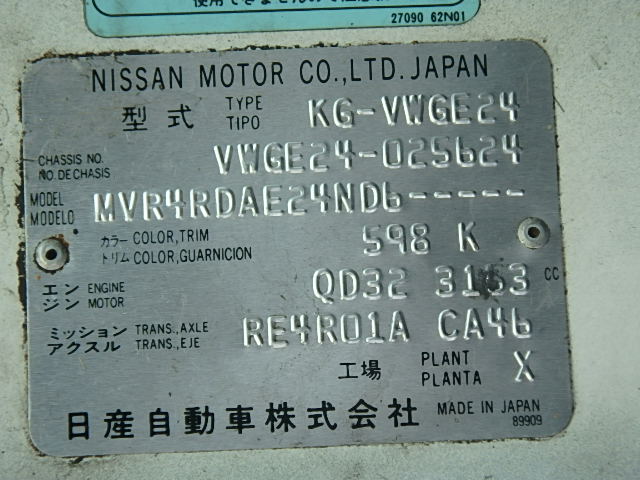 27090 62N01
NISSAN MOTOR CO.,LTD. JAPAN
型式 TYPE TIPO KG-VWGE24
CHASSIS NO. NO. DE CHASIS VWGE24-025624
MODEL MODELO MVR4RDAE24ND6-----
カラー COLOR,TRIM
トリム COLOR,GUARNICION 598 K
エンジン ENGINE MOTOR QD32 3153 CC
ミッション TRANS.,AXLE
アクスル TRANS.,EJE RE4R01A CA46
工場 PLANT PLANTA X
日産自動車株式会社 MADE IN JAPAN
89909